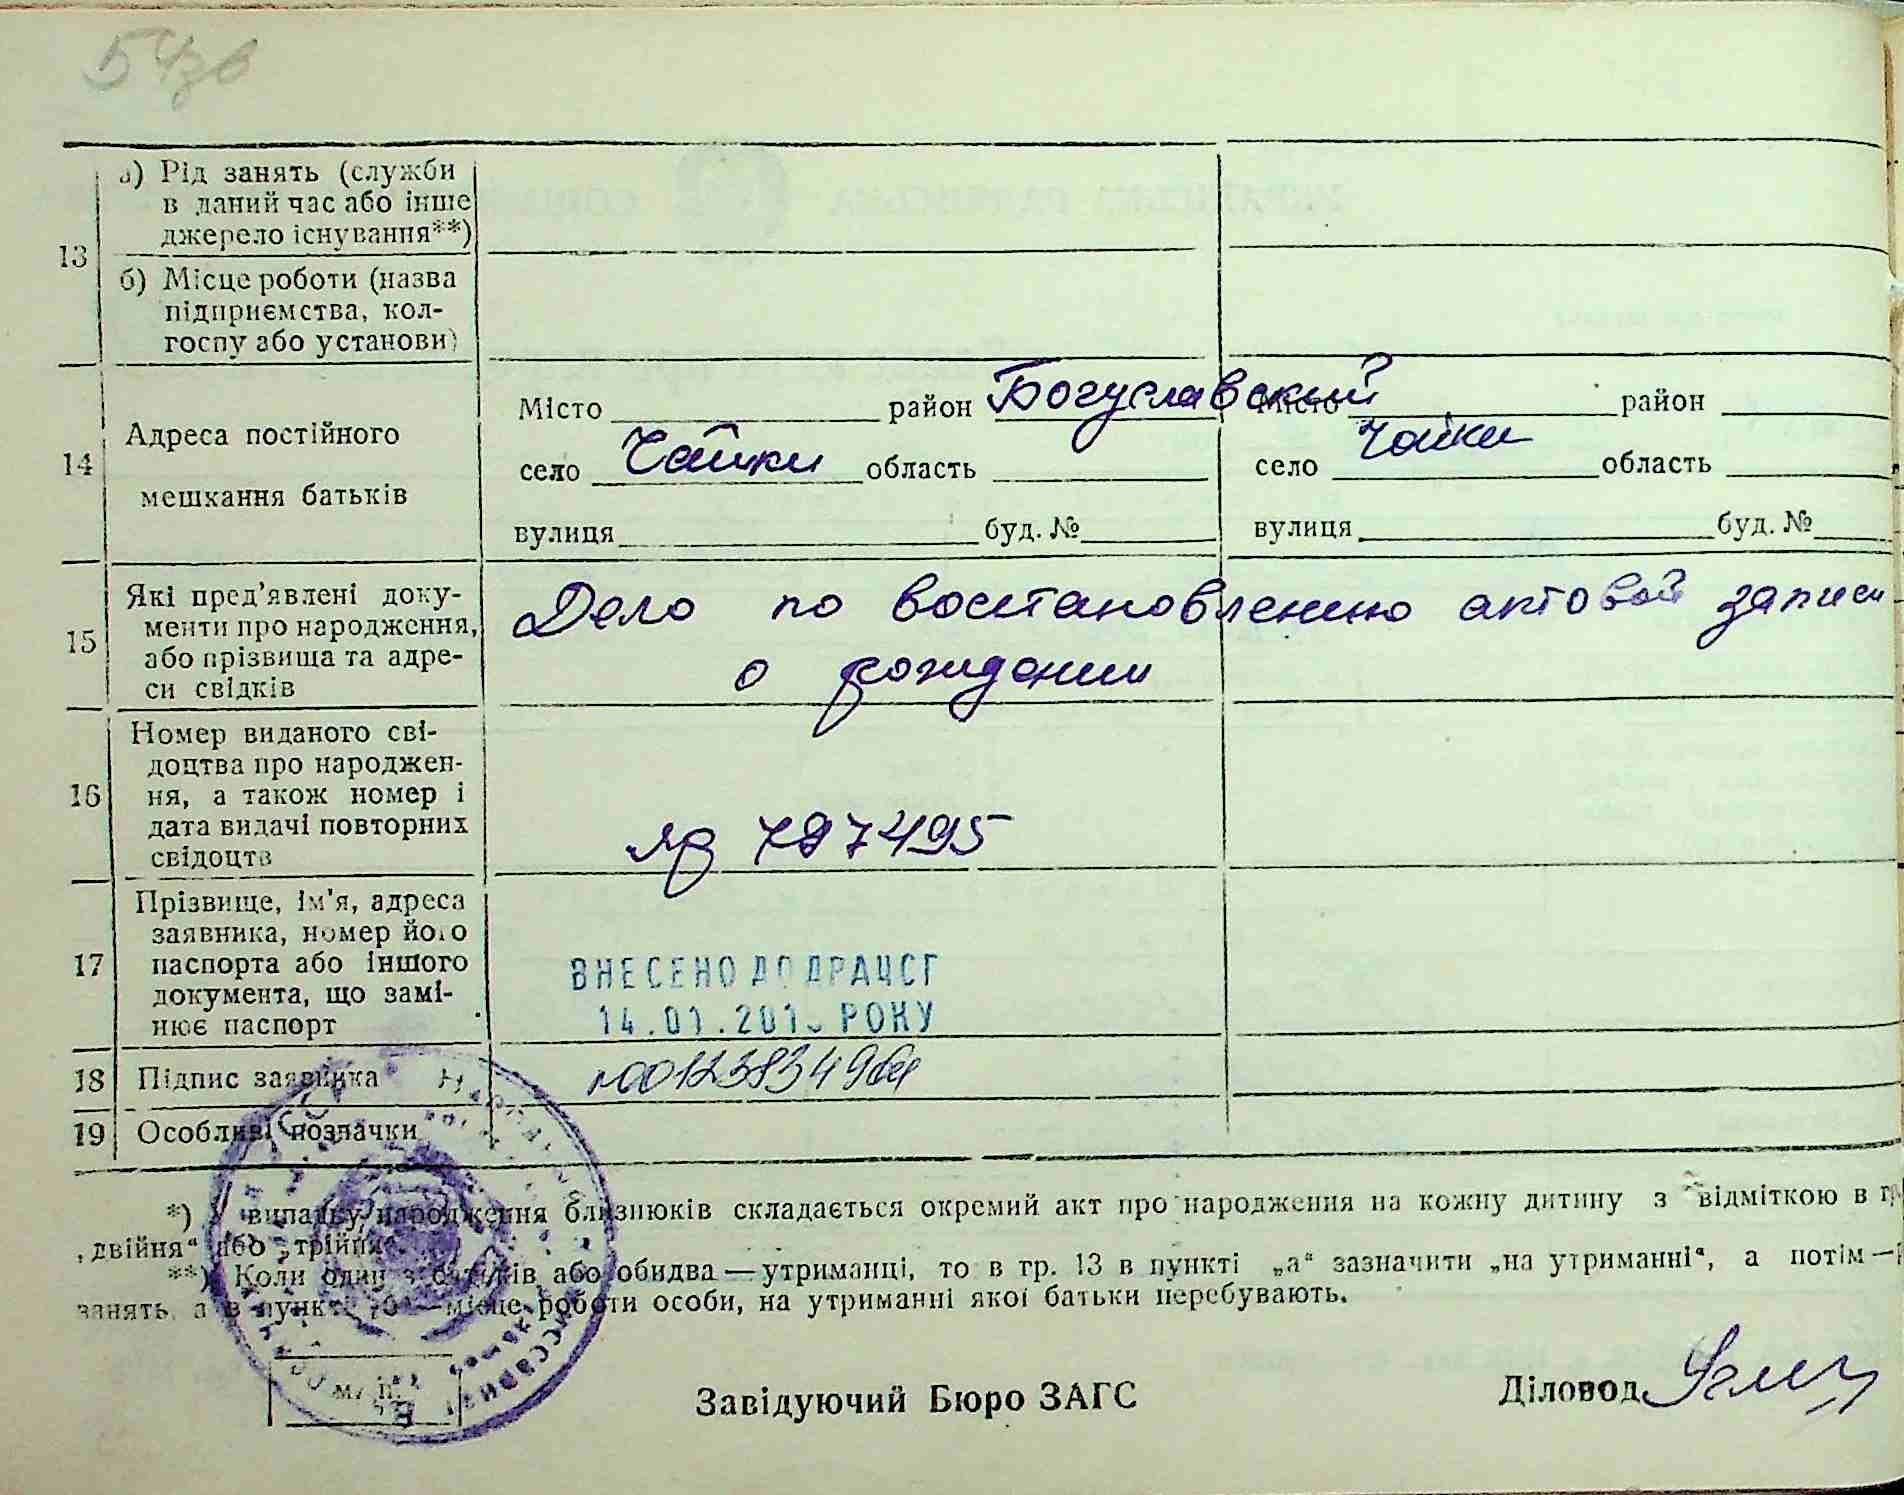 54зв
13
а) Рід занять (служби
в даний час або інше
джерело існування**)
б) Місце роботи (назва
підприємства, кол-
госпу або установи)
14
Адреса постійного
мешкання батьків
Місто район Богуславский Місто район
село Чайки область село Чайки область
вулиця буд. № вулиця буд. №
15
Які пред’явлені доку-
менти про народження,
або прізвища та адре-
си свідків
Дело по восстановлению актовой записи
о рождении
16
Номер виданого сві-
доцтва про народжен-
ня, а також номер і
дата видачі повторних
свідоцтв
797495
17
Прізвище, ім'я, адреса
заявника, номер його
паспорта або іншого
документа, що замі-
нює паспорт
ВНЕСЕНО ДО ДРАЦСГ
14.01.201 РОКУ
18 Підпис заявника
19 Особливі позначки
*) У випадку народження близнюків складається окремий акт про народження на кожну дитину з відміткою в гр
„двійня“ або „трійня“.
**) Коли один з батьків або обидва — утриманці, то в гр. 13 в пункті „а“ зазначити „на утриманні“, а потім —
занять, а в пункті „б“ — місце роботи особи, на утриманні якої батьки перебувають.
М. П.
Завідуючий Бюро ЗАГС Діловод